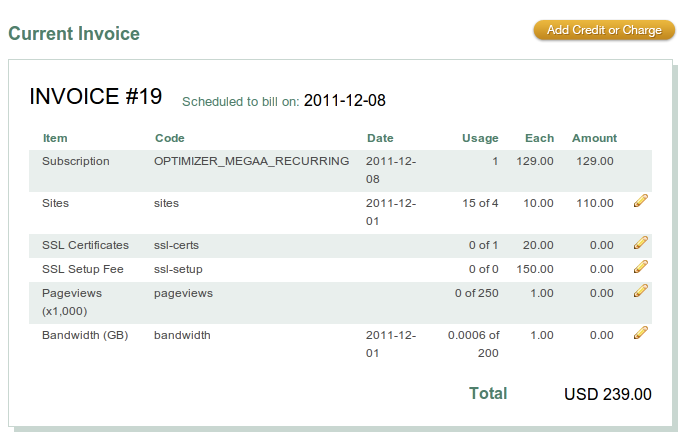 Current Invoice
Add Credit or Charge
INVOICE #19 Scheduled to bill on: 2011-12-08
Item Code Date Usage Each Amount
Subscription OPTIMIZER_MEGAA_RECURRING 2011-12- 1 129.00 129.00
08
Sites sites 2011-12- 15 of 4 10.00 110.00
01
SSL Certificates ssl-certs 0 of 1 20.00 0.00
SSL Setup Fee ssl-setup 0 of 0 150.00 0.00
Pageviews pageviews 0 of 250 1.00 0.00
(x1,000)
Bandwidth (GB) bandwidth 2011-12- 0.0006 of 1.00 0.00
01 200
Total USD 239.00